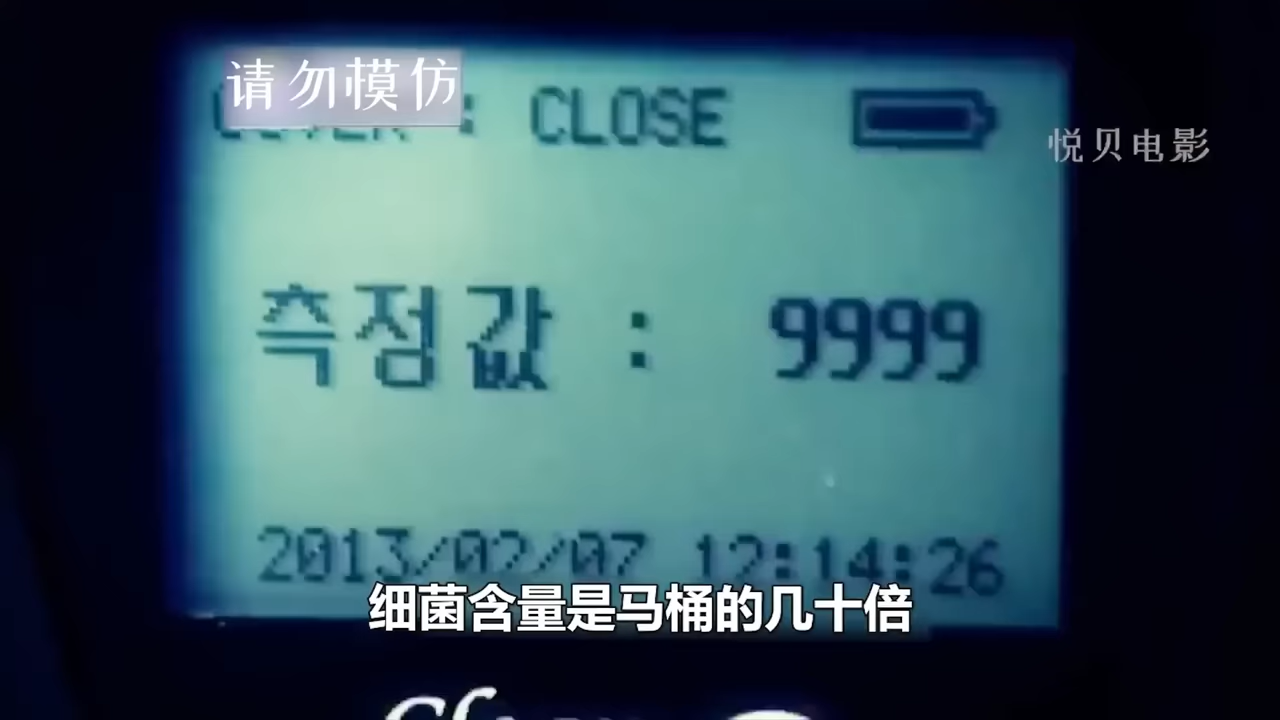 请勿模仿
: CLOSE
悦贝电影
측정값 : 9999
2013/02/07 12:14:26
细菌含量是马桶的几十倍